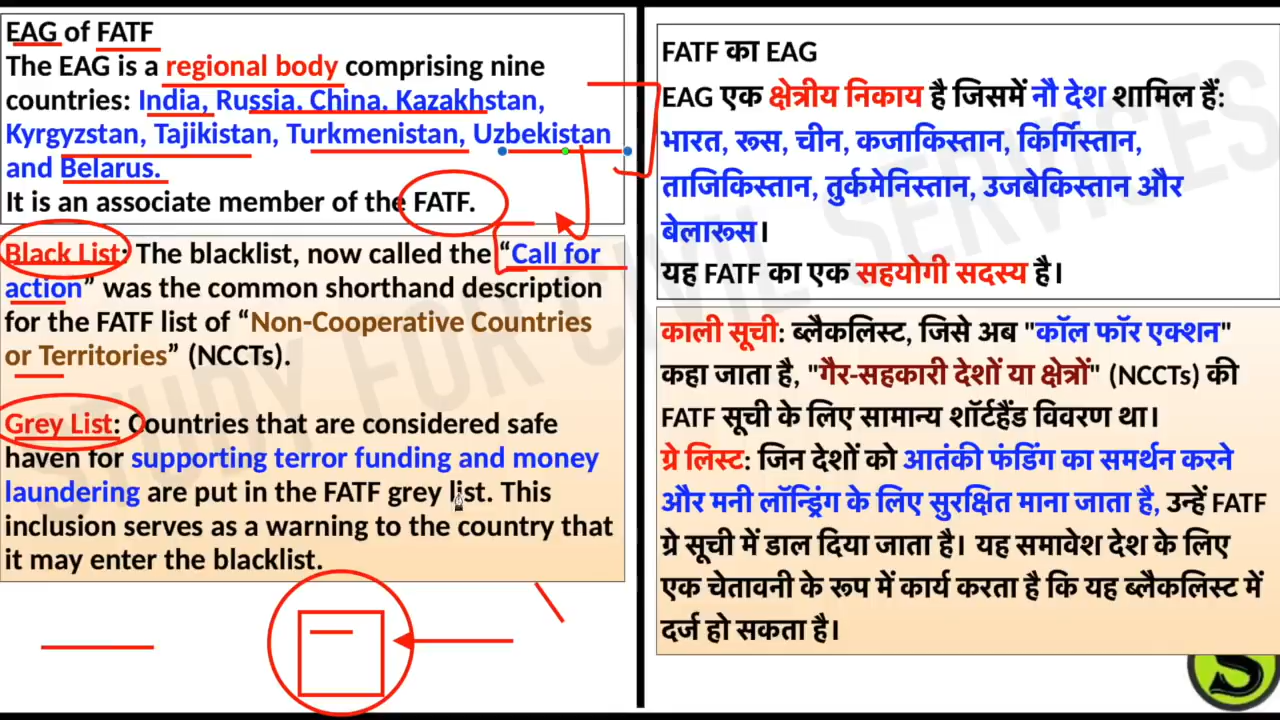 EAG of FATF
The EAG is a regional body comprising nine
countries: India, Russia, China, Kazakhstan,
Kyrgyzstan, Tajikistan, Turkmenistan, Uzbekistan
and Belarus.
It is an associate member of the FATF.
Black List: The blacklist, now called the “Call for
action” was the common shorthand description
for the FATF list of “Non-Cooperative Countries
or Territories” (NCCTs).
Grey List: Countries that are considered safe
haven for supporting terror funding and money
laundering are put in the FATF grey list. This
inclusion serves as a warning to the country that
it may enter the blacklist.
FATF का EAG
EAG एक क्षेत्रीय निकाय है जिसमें नौ देश शामिल हैं:
भारत, रूस, चीन, कजाकिस्तान, किर्गिस्तान,
ताजिकिस्तान, तुर्कमेनिस्तान, उजबेकिस्तान और
बेलारूस।
यह FATF का एक सहयोगी सदस्य है।
काली सूची: ब्लैकलिस्ट, जिसे अब "कॉल फॉर एक्शन"
कहा जाता है, "गैर-सहकारी देशों या क्षेत्रों" (NCCTs) की
FATF सूची के लिए सामान्य शॉर्टहैंड विवरण था।
ग्रे लिस्ट: जिन देशों को आतंकी फंडिंग का समर्थन करने
और मनी लॉन्ड्रिंग के लिए सुरक्षित माना जाता है, उन्हें FATF
ग्रे सूची में डाल दिया जाता है। यह समावेश देश के लिए
एक चेतावनी के रूप में कार्य करता है कि यह ब्लैकलिस्ट में
दर्ज हो सकता है।
STUDY FOR CIVIL SERVICES
S